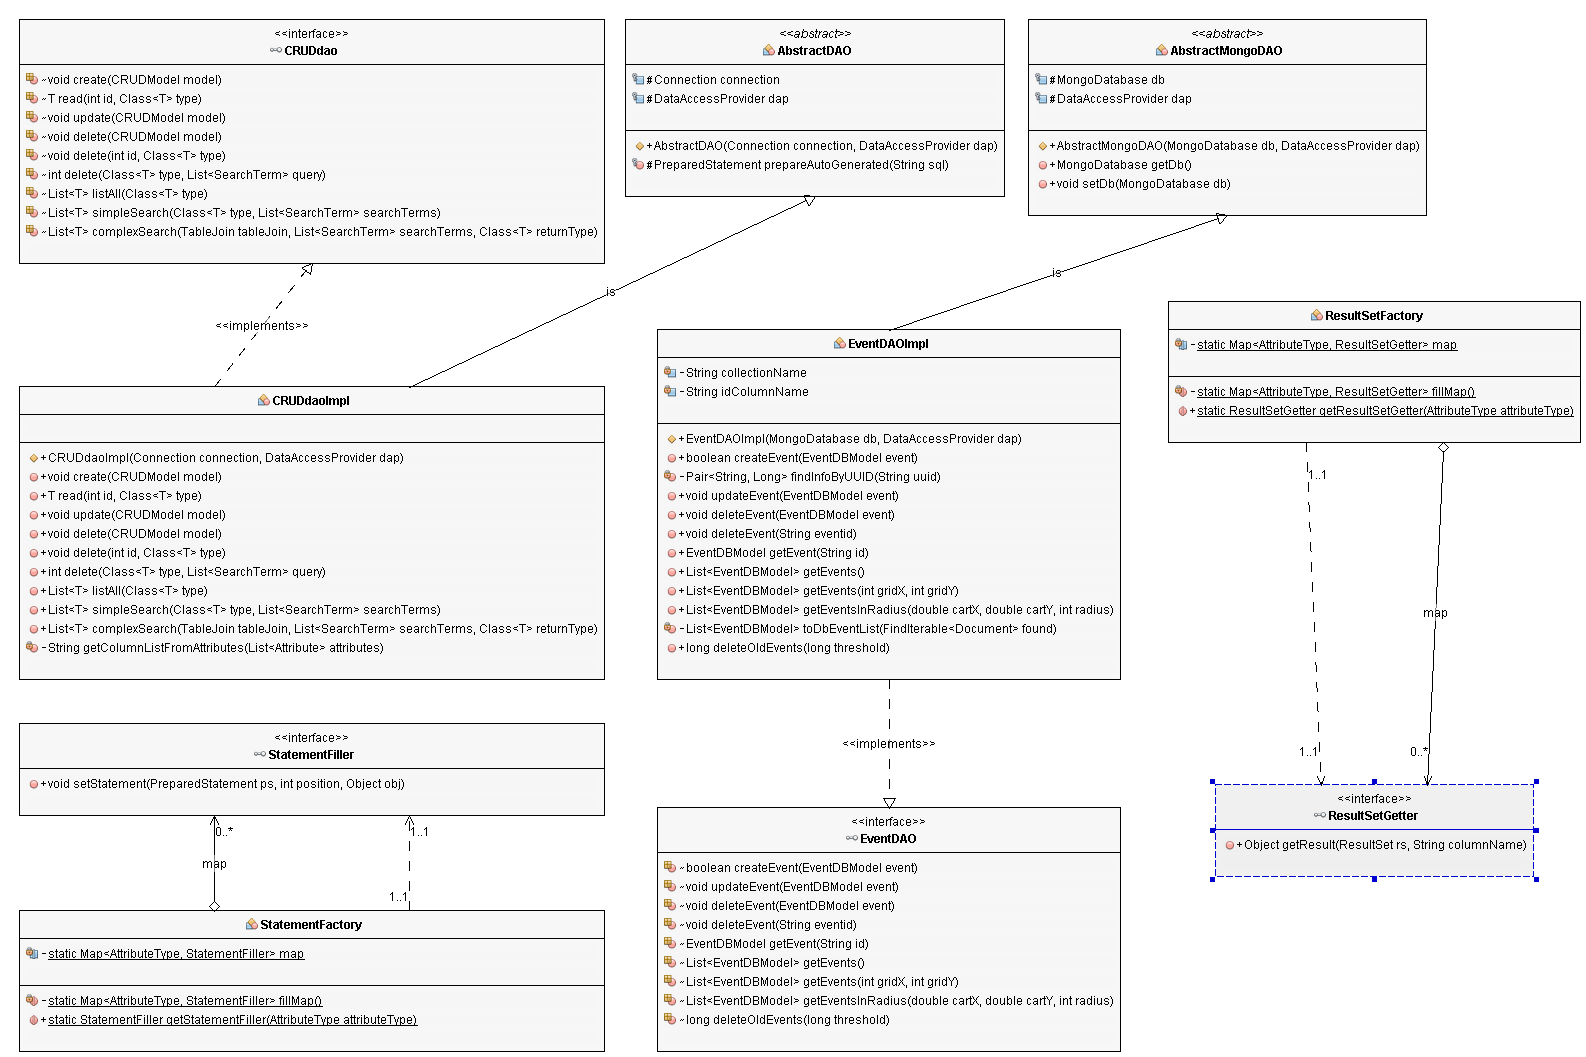 <<interface>>
CRUDdao
~void create(CRUDModel model)
~T read(int id, Class<T> type)
~void update(CRUDModel model)
~void delete(CRUDModel model)
~void delete(int id, Class<T> type)
~int delete(Class<T> type, List<SearchTerm> query)
~List<T> listAll(Class<T> type)
~List<T> simpleSearch(Class<T> type, List<SearchTerm> searchTerms)
~List<T> complexSearch(TableJoin tableJoin, List<SearchTerm> searchTerms, Class<T> returnType)
<<abstract>>
AbstractDAO
#Connection connection
#DataAccessProvider dap
+AbstractDAO(Connection connection, DataAccessProvider dap)
#PreparedStatement prepareAutoGenerated(String sql)
<<abstract>>
AbstractMongoDAO
#MongoDatabase db
#DataAccessProvider dap
+AbstractMongoDAO(MongoDatabase db, DataAccessProvider dap)
+MongoDatabase getDb()
+void setDb(MongoDatabase db)
<<implements>>
is
is
CRUDdaoImpl
+CRUDdaoImpl(Connection connection, DataAccessProvider dap)
+void create(CRUDModel model)
+T read(int id, Class<T> type)
+void update(CRUDModel model)
+void delete(CRUDModel model)
+void delete(int id, Class<T> type)
+int delete(Class<T> type, List<SearchTerm> query)
+List<T> listAll(Class<T> type)
+List<T> simpleSearch(Class<T> type, List<SearchTerm> searchTerms)
+List<T> complexSearch(TableJoin tableJoin, List<SearchTerm> searchTerms, Class<T> returnType)
-String getColumnListFromAttributes(List<Attribute> attributes)
EventDAOImpl
-String collectionName
-String idColumnName
+EventDAOImpl(MongoDatabase db, DataAccessProvider dap)
+boolean createEvent(EventDBModel event)
-Pair<String, Long> findInfoByUUID(String uuid)
+void updateEvent(EventDBModel event)
+void deleteEvent(EventDBModel event)
+void deleteEvent(String eventid)
+EventDBModel getEvent(String id)
+List<EventDBModel> getEvents()
+List<EventDBModel> getEvents(int gridX, int gridY)
+List<EventDBModel> getEventsInRadius(double cartX, double cartY, int radius)
-List<EventDBModel> toDbEventList(FindIterable<Document> found)
+long deleteOldEvents(long threshold)
ResultSetFactory
-static Map<AttributeType, ResultSetGetter> map
-static Map<AttributeType, ResultSetGetter> fillMap()
+static ResultSetGetter getResultSetGetter(AttributeType attributeType)
1..1
map
1..1
0..*
<<interface>>
ResultSetGetter
+Object getResult(ResultSet rs, String columnName)
<<interface>>
StatementFiller
+void setStatement(PreparedStatement ps, int position, Object obj)
0..*
1..1
map
1..1
StatementFactory
-static Map<AttributeType, StatementFiller> map
-static Map<AttributeType, StatementFiller> fillMap()
+static StatementFiller getStatementFiller(AttributeType attributeType)
<<implements>>
<<interface>>
EventDAO
~boolean createEvent(EventDBModel event)
~void updateEvent(EventDBModel event)
~void deleteEvent(EventDBModel event)
~void deleteEvent(String eventid)
~EventDBModel getEvent(String id)
~List<EventDBModel> getEvents()
~List<EventDBModel> getEvents(int gridX, int gridY)
~List<EventDBModel> getEventsInRadius(double cartX, double cartY, int radius)
~long deleteOldEvents(long threshold)